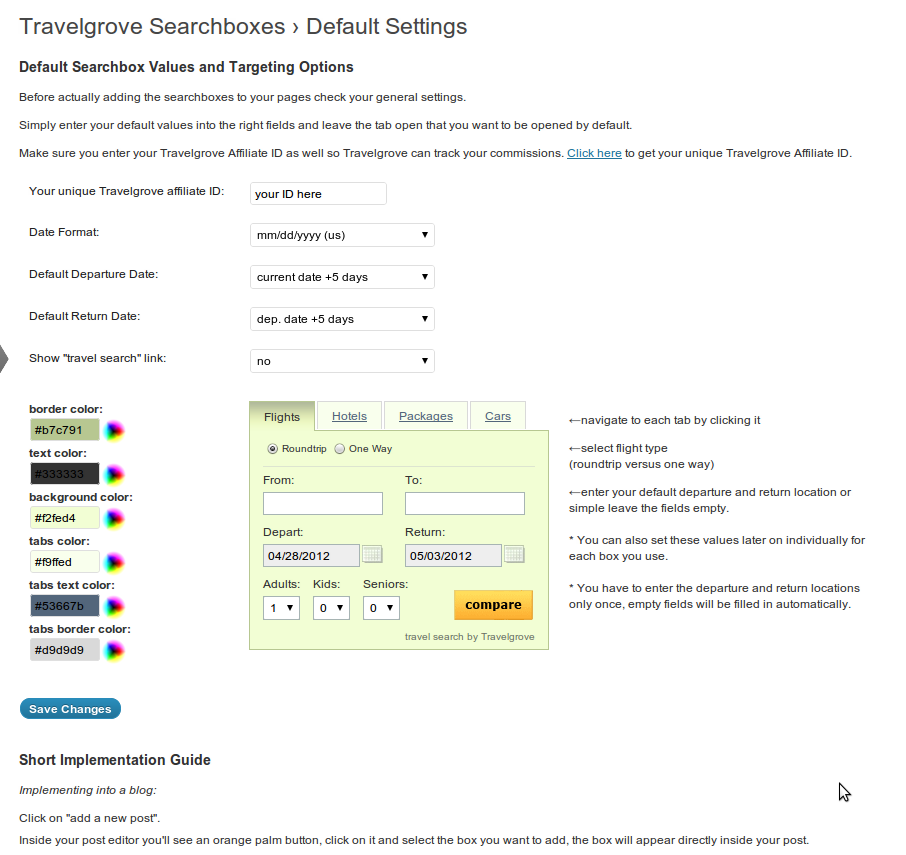 Travelgrove Searchboxes › Default Settings
Default Searchbox Values and Targeting Options
Before actually adding the searchboxes to your pages check your general settings.
Simply enter your default values into the right fields and leave the tab open that you want to be opened by default.
Make sure you enter your Travelgrove Affiliate ID as well so Travelgrove can track your commissions. Click here to get your unique Travelgrove Affiliate ID.
Your unique Travelgrove affiliate ID: your ID here
Date Format: mm/dd/yyyy (us)
Default Departure Date: current date +5 days
Default Return Date: dep. date +5 days
Show "travel search" link: no
border color:
#b7c791
text color:
#333333
background color:
#f2fed4
tabs color:
#f9ffed
tabs text color:
#53667b
tabs border color:
#d9d9d9
Flights Hotels Packages Cars
Roundtrip One Way
From: To:
Depart: Return:
04/28/2012 05/03/2012
Adults: Kids: Seniors:
1 0 0 compare
travel search by Travelgrove
←navigate to each tab by clicking it
←select flight type
(roundtrip versus one way)
←enter your default departure and return location or
simple leave the fields empty.
* You can also set these values later on individually for
each box you use.
* You have to enter the departure and return locations
only once, empty fields will be filled in automatically.
Save Changes
Short Implementation Guide
Implementing into a blog:
Click on "add a new post".
Inside your post editor you'll see an orange palm button, click on it and select the box you want to add, the box will appear directly inside your post.